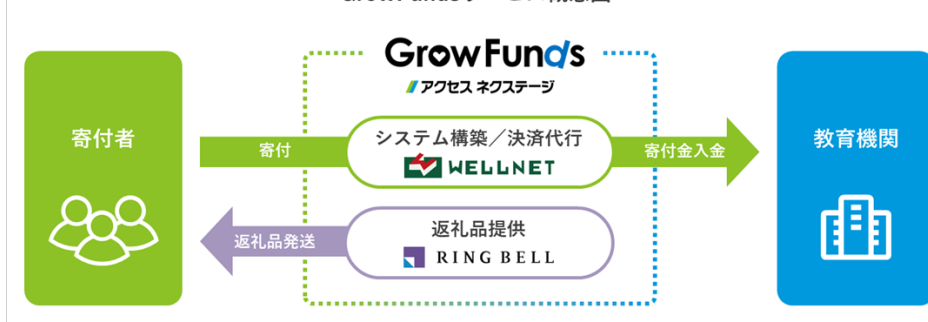 GrowFunds
アクセス ネクステージ
寄付者
寄付
システム構築／決済代行
WELLNET
寄付金入金
教育機関
返礼品発送
返礼品提供
RING BELL